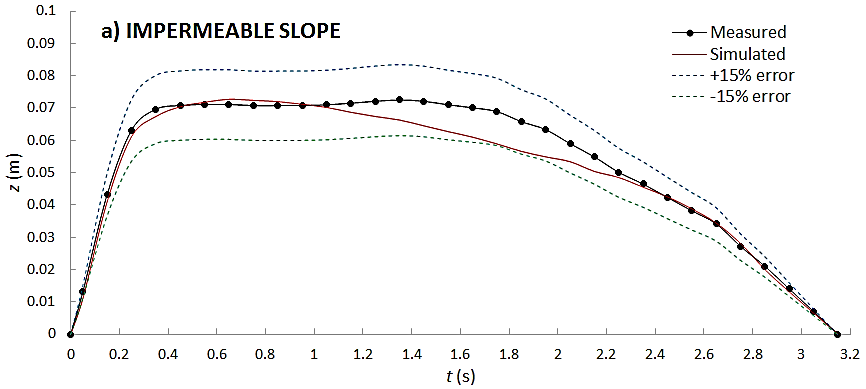 a) IMPERMEABLE SLOPE
Measured
Simulated
+15% error
-15% error
z (m)
0.1
0.09
0.08
0.07
0.06
0.05
0.04
0.03
0.02
0.01
0
0 0.2 0.4 0.6 0.8 1 1.2 1.4 1.6 1.8 2 2.2 2.4 2.6 2.8 3 3.2
t (s)